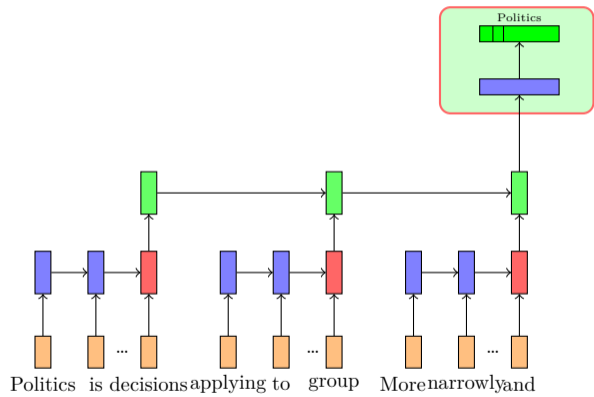 Politics
... ... ...
Politics is decisions applying to group More narrowly and